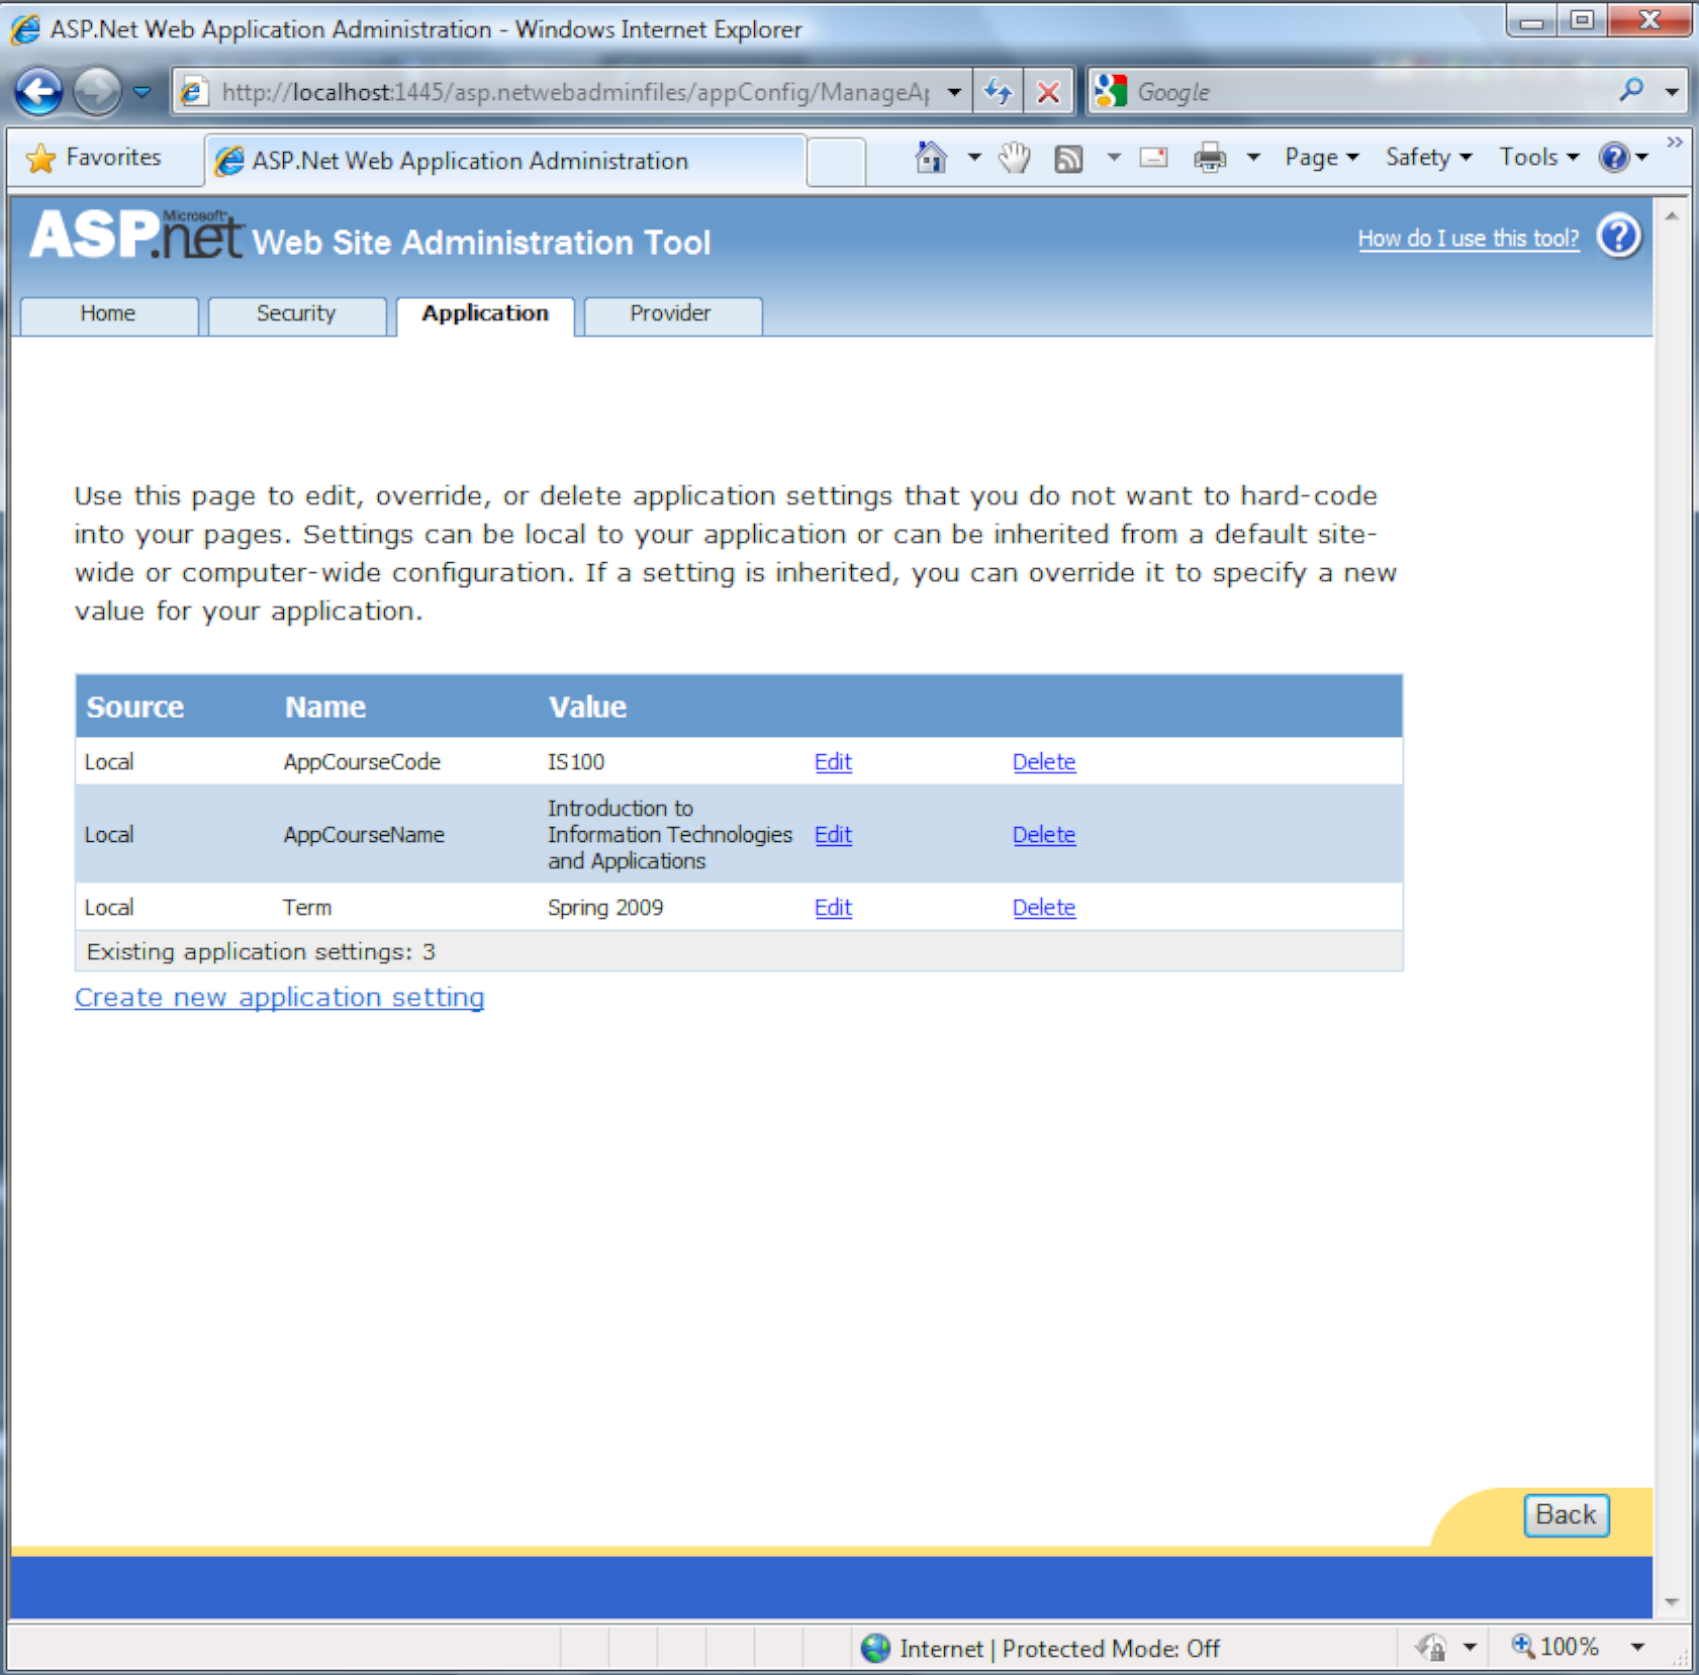 ASP.Net Web Application Administration - Windows Internet Explorer
http://localhost:1445/asp.netwebadminfiles/appConfig/ManageAp
Google
Favorites
ASP.Net Web Application Administration
Page
Safety
Tools
Microsoft
ASP.net Web Site Administration Tool
How do I use this tool?
Home
Security
Application
Provider
Use this page to edit, override, or delete application settings that you do not want to hard-code
into your pages. Settings can be local to your application or can be inherited from a default site-
wide or computer-wide configuration. If a setting is inherited, you can override it to specify a new
value for your application.
Source Name Value
Local AppCourseCode IS100 Edit Delete
Local AppCourseName Introduction to
Information Technologies
and Applications Edit Delete
Local Term Spring 2009 Edit Delete
Existing application settings: 3
Create new application setting
Back
Internet | Protected Mode: Off
100%